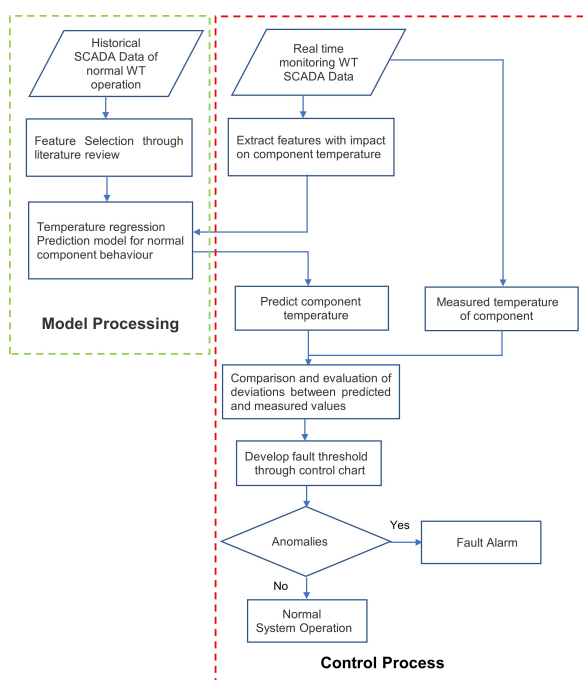 Historical
SCADA Data of
normal WT
operation
Feature Selection through
literature review
Temperature regression
Prediction model for normal
component behaviour
Model Processing
Real time
monitoring WT
SCADA Data
Extract features with impact
on component temperature
Predict component
temperature
Measured temperature
of component
Comparison and evaluation of
deviations between predicted
and measured values
Develop fault threshold
through control chart
Anomalies
Yes
Fault Alarm
No
Normal
System Operation
Control Process